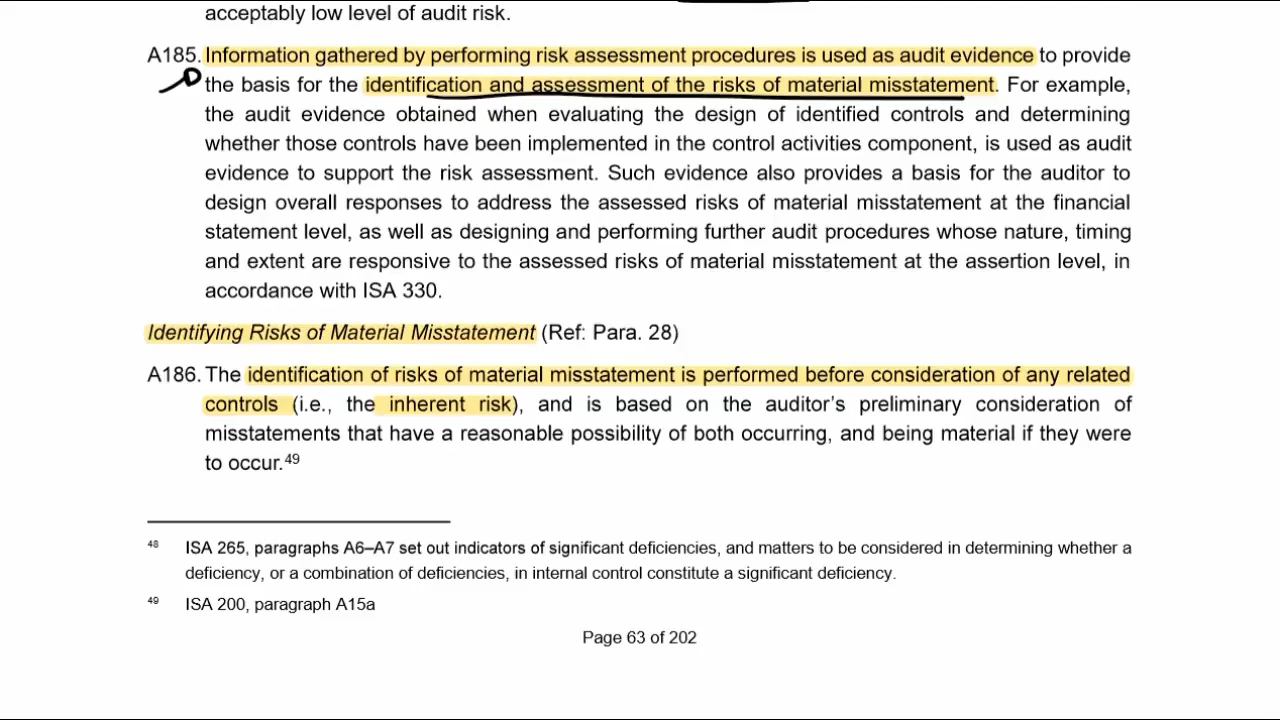 acceptably low level of audit risk.
A185. Information gathered by performing risk assessment procedures is used as audit evidence to provide
the basis for the identification and assessment of the risks of material misstatement. For example,
the audit evidence obtained when evaluating the design of identified controls and determining
whether those controls have been implemented in the control activities component, is used as audit
evidence to support the risk assessment. Such evidence also provides a basis for the auditor to
design overall responses to address the assessed risks of material misstatement at the financial
statement level, as well as designing and performing further audit procedures whose nature, timing
and extent are responsive to the assessed risks of material misstatement at the assertion level, in
accordance with ISA 330.
Identifying Risks of Material Misstatement (Ref: Para. 28)
A186. The identification of risks of material misstatement is performed before consideration of any related
controls (i.e., the inherent risk), and is based on the auditor's preliminary consideration of
misstatements that have a reasonable possibility of both occurring, and being material if they were
to occur.49
48 ISA 265, paragraphs A6–A7 set out indicators of significant deficiencies, and matters to be considered in determining whether a
deficiency, or a combination of deficiencies, in internal control constitute a significant deficiency.
49 ISA 200, paragraph A15a
Page 63 of 202